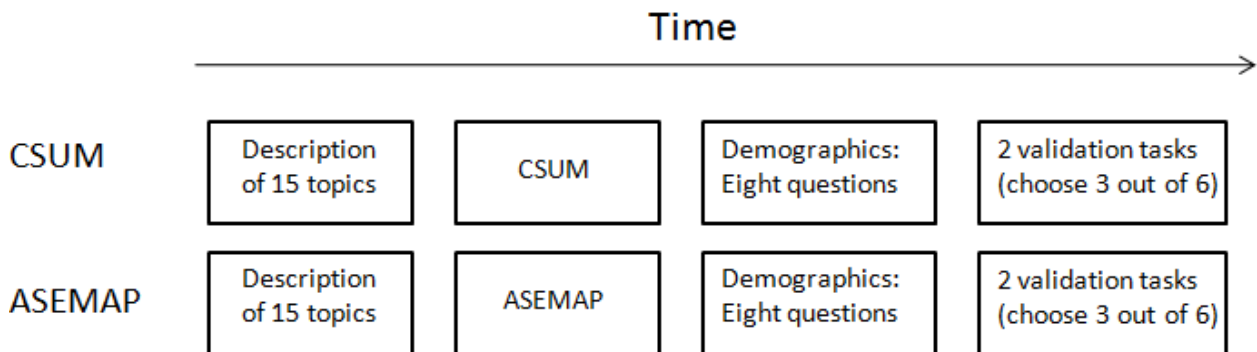 Time
CSUM
Description
of 15 topics
CSUM
Demographics:
Eight questions
2 validation tasks
(choose 3 out of 6)
ASEMAP
Description
of 15 topics
ASEMAP
Demographics:
Eight questions
2 validation tasks
(choose 3 out of 6)